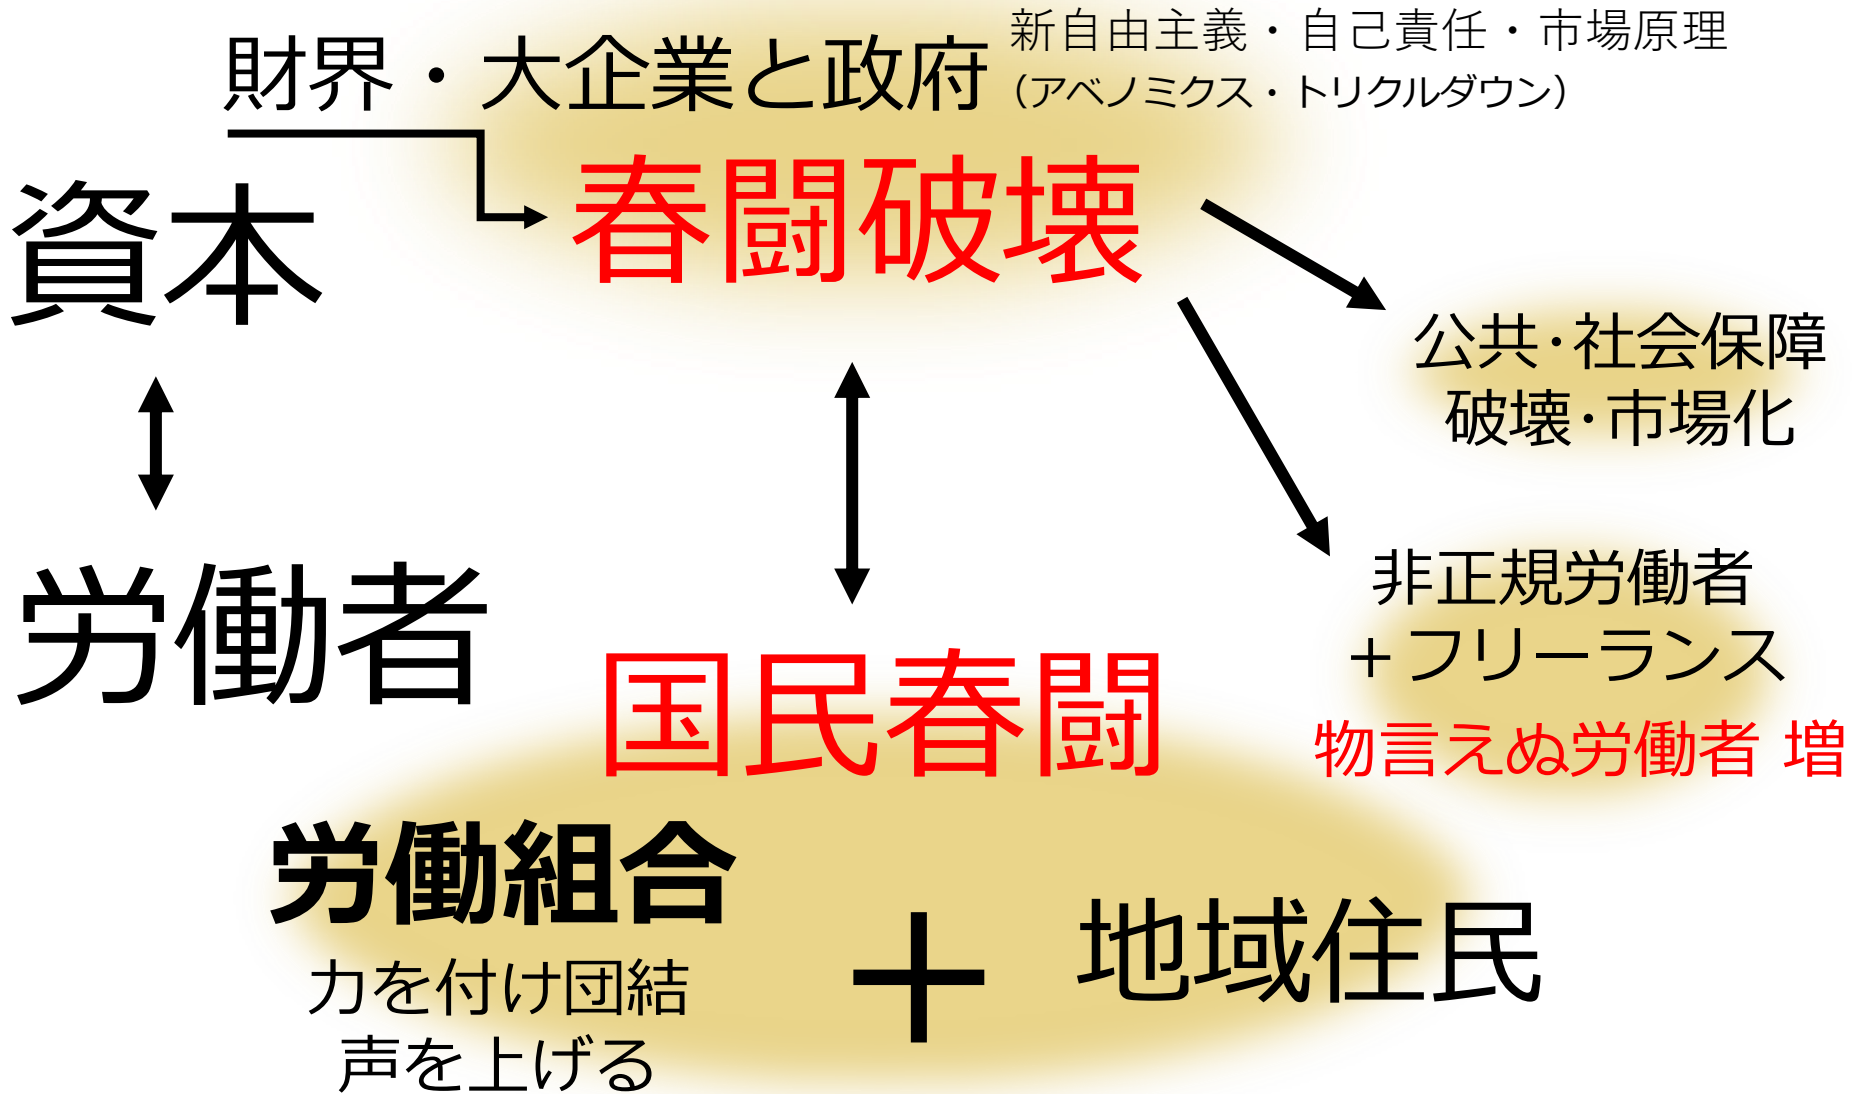 財界・大企業と政府
新自由主義・自己責任・市場原理
（アベノミクス・トリクルダウン）
資本
春闘破壊
公共･社会保障
破壊･市場化
労働者
非正規労働者
＋フリーランス
物言えぬ労働者 増
国民春闘
労働組合
力を付け団結
声を上げる
＋
地域住民